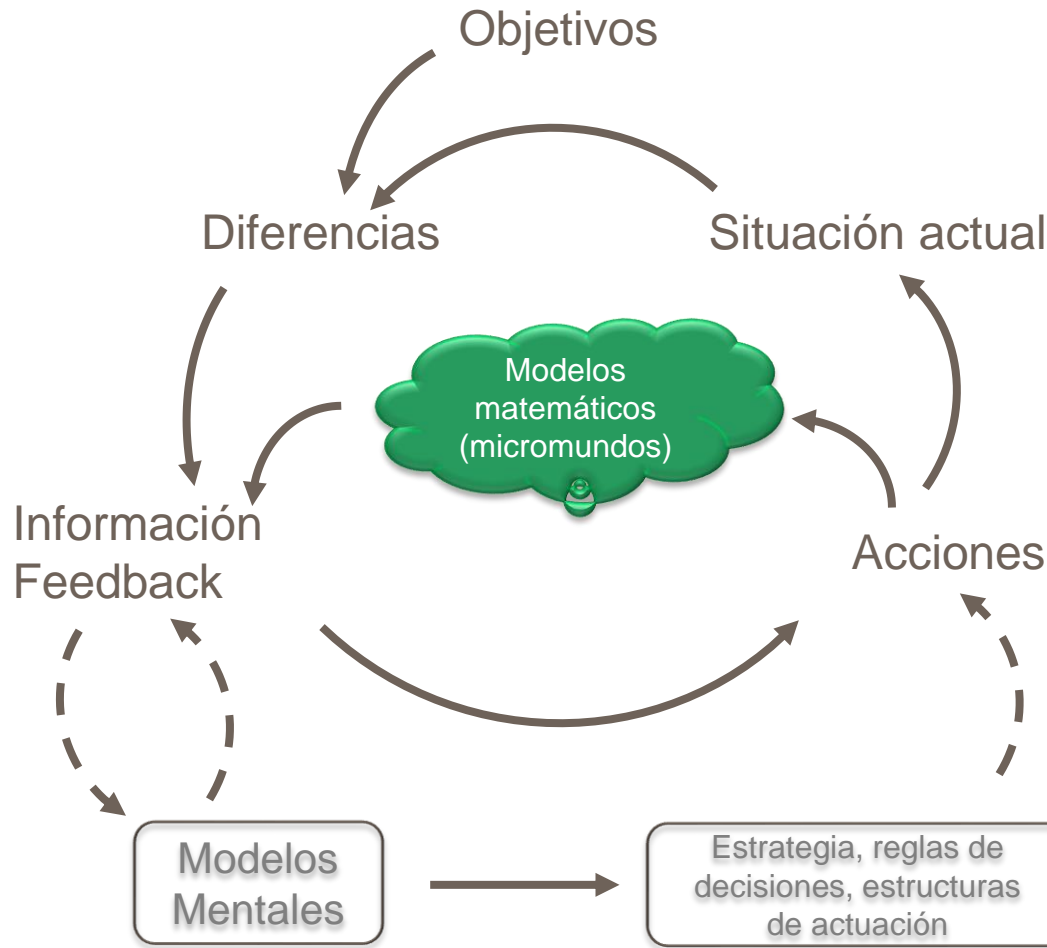 Objetivos
Diferencias
Situación actual
Modelos
matemáticos
(micromundos)
Información
Feedback
Acciones
Modelos
Mentales
Estrategia, reglas de
decisiones, estructuras
de actuación